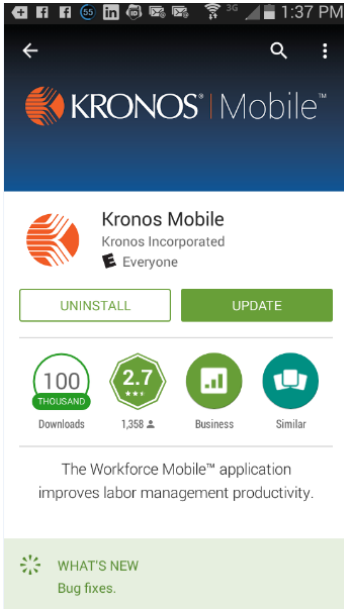 55 in 3G 1:37 PM
KRONOS® | Mobile™
Kronos Mobile
Kronos Incorporated
E Everyone
UNINSTALL UPDATE
100 2.7
THOUSAND
Downloads 1,358 Business Similar
The Workforce Mobile™ application
improves labor management productivity.
WHAT'S NEW
Bug fixes.